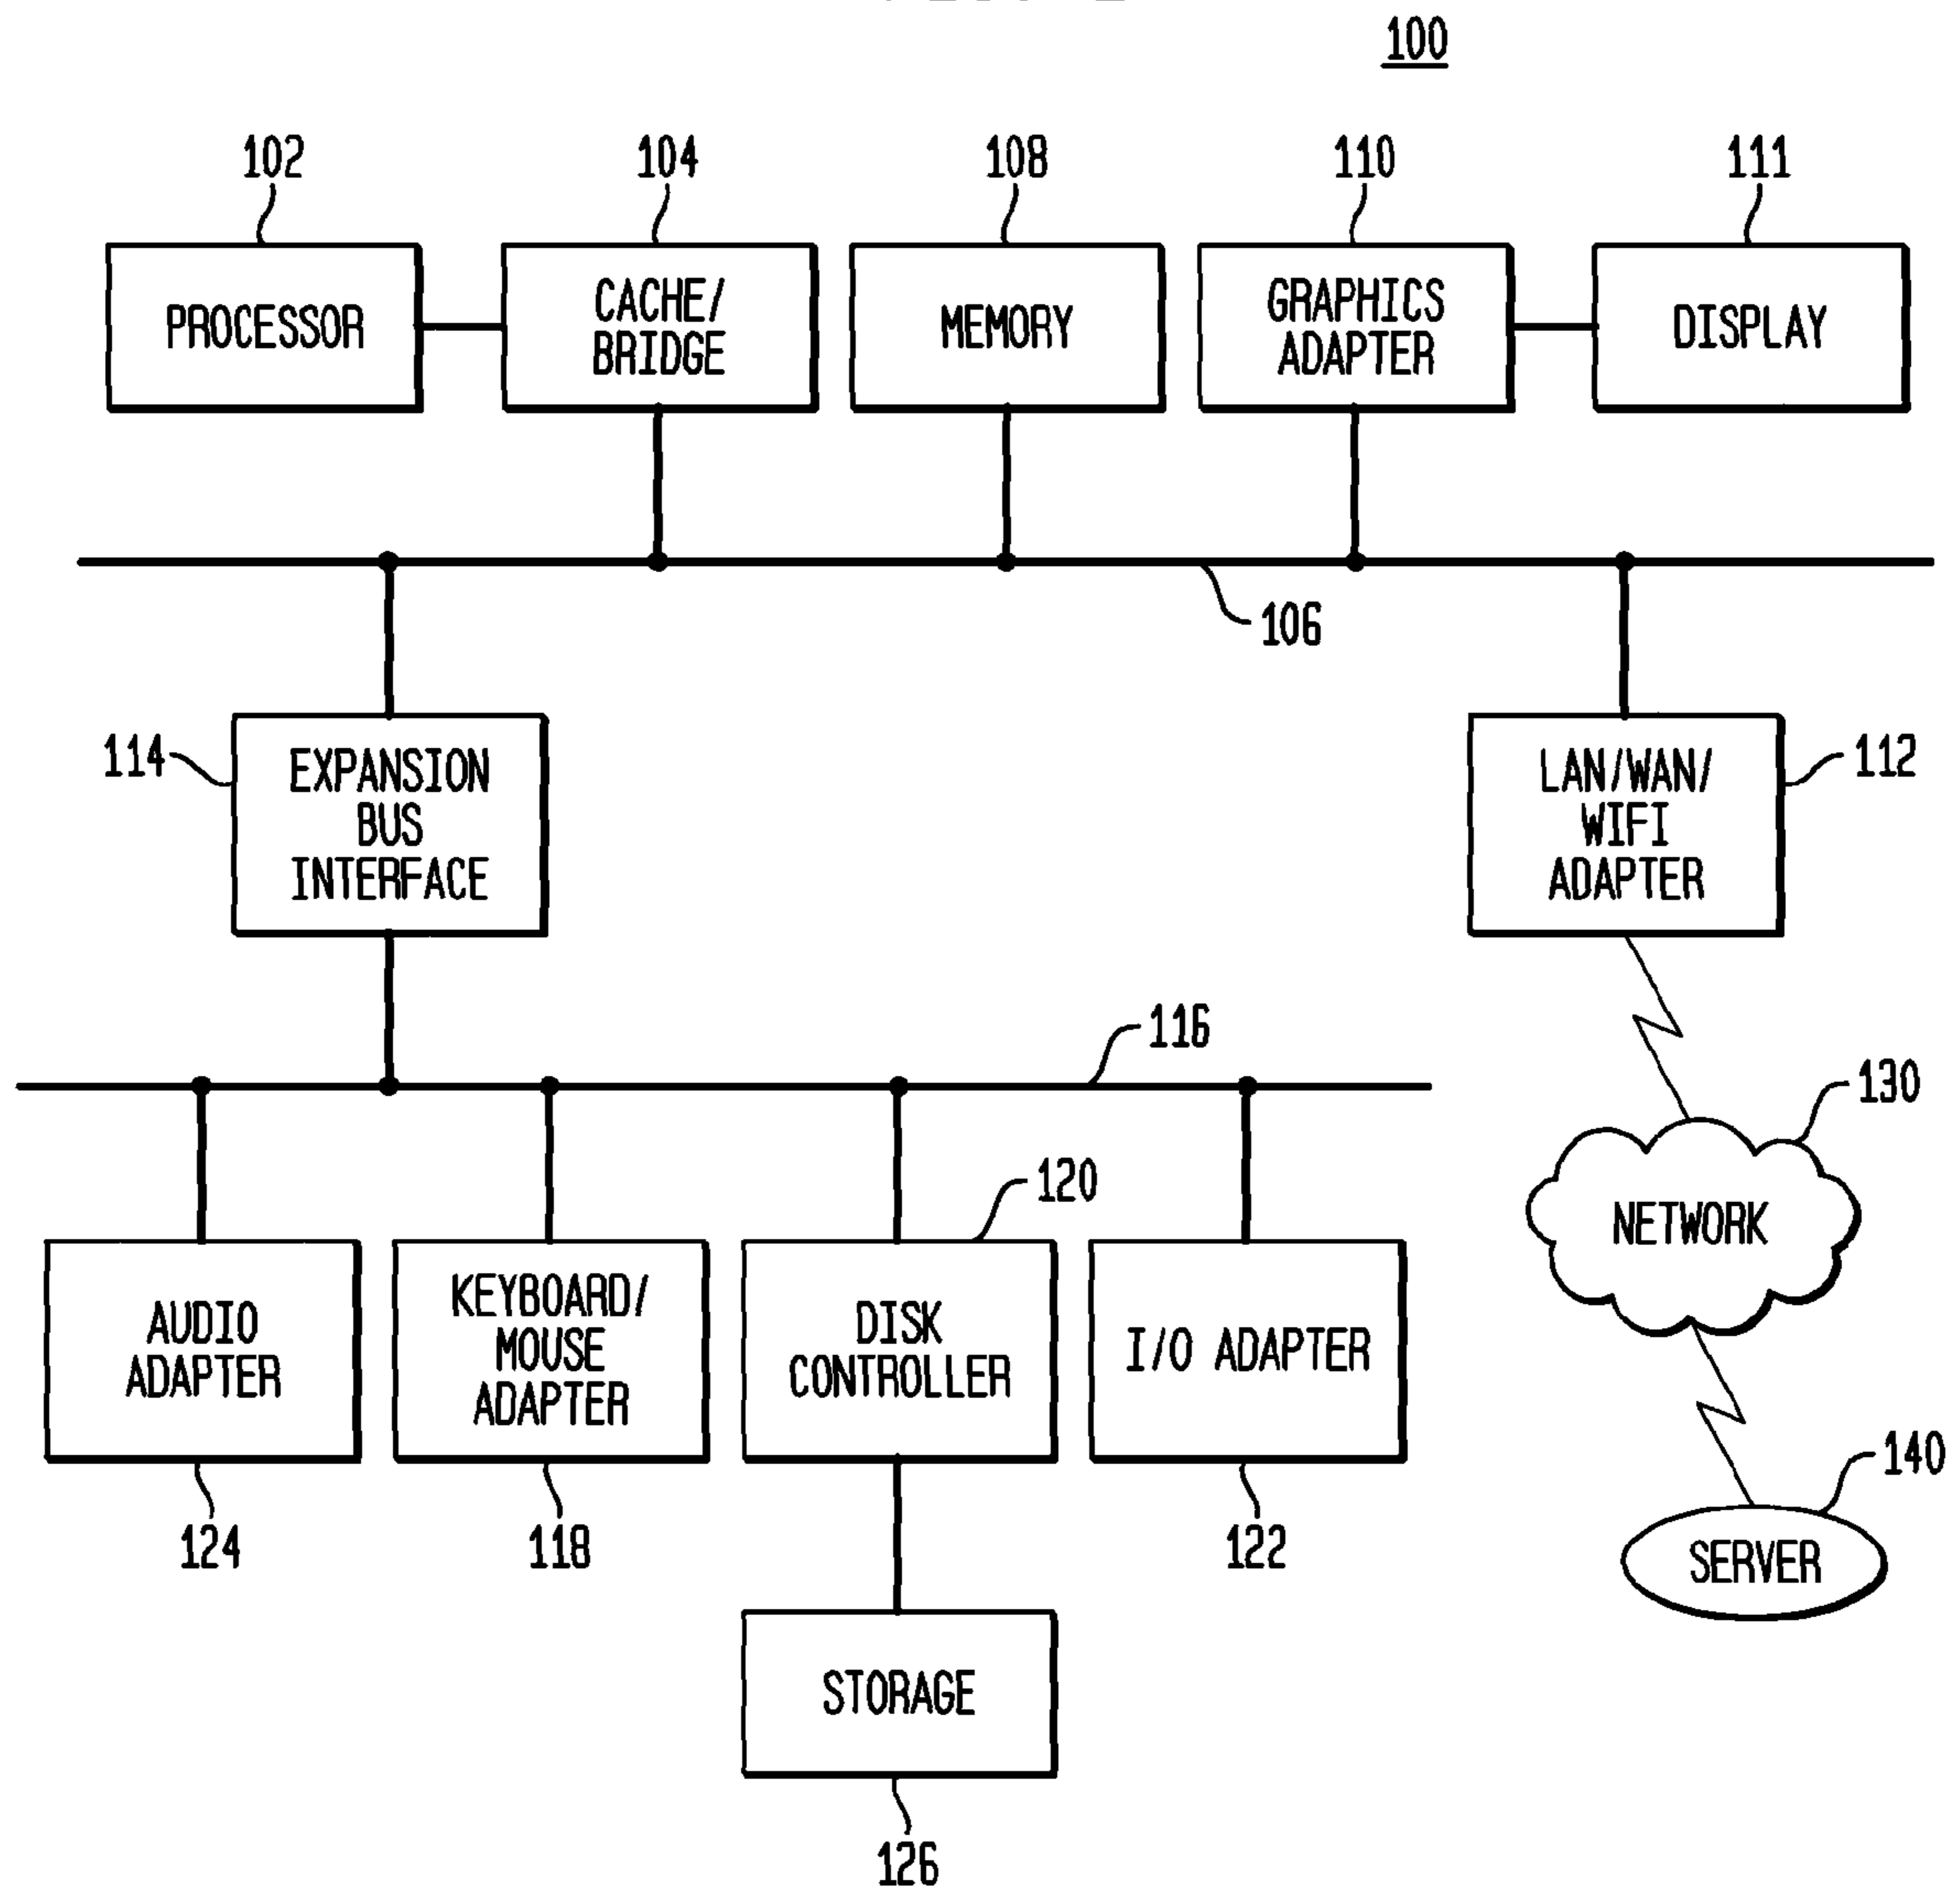 100
102
104
108
110
111
PROCESSOR
CACHE/
BRIDGE
MEMORY
GRAPHICS
ADAPTER
DISPLAY
106
114
EXPANSION
BUS
INTERFACE
LAN/WAN/
WIFI
ADAPTER
112
116
130
120
NETWORK
AUDIO
ADAPTER
KEYBOARD/
MOUSE
ADAPTER
DISK
CONTROLLER
I/O ADAPTER
140
124
118
122
SERVER
STORAGE
126